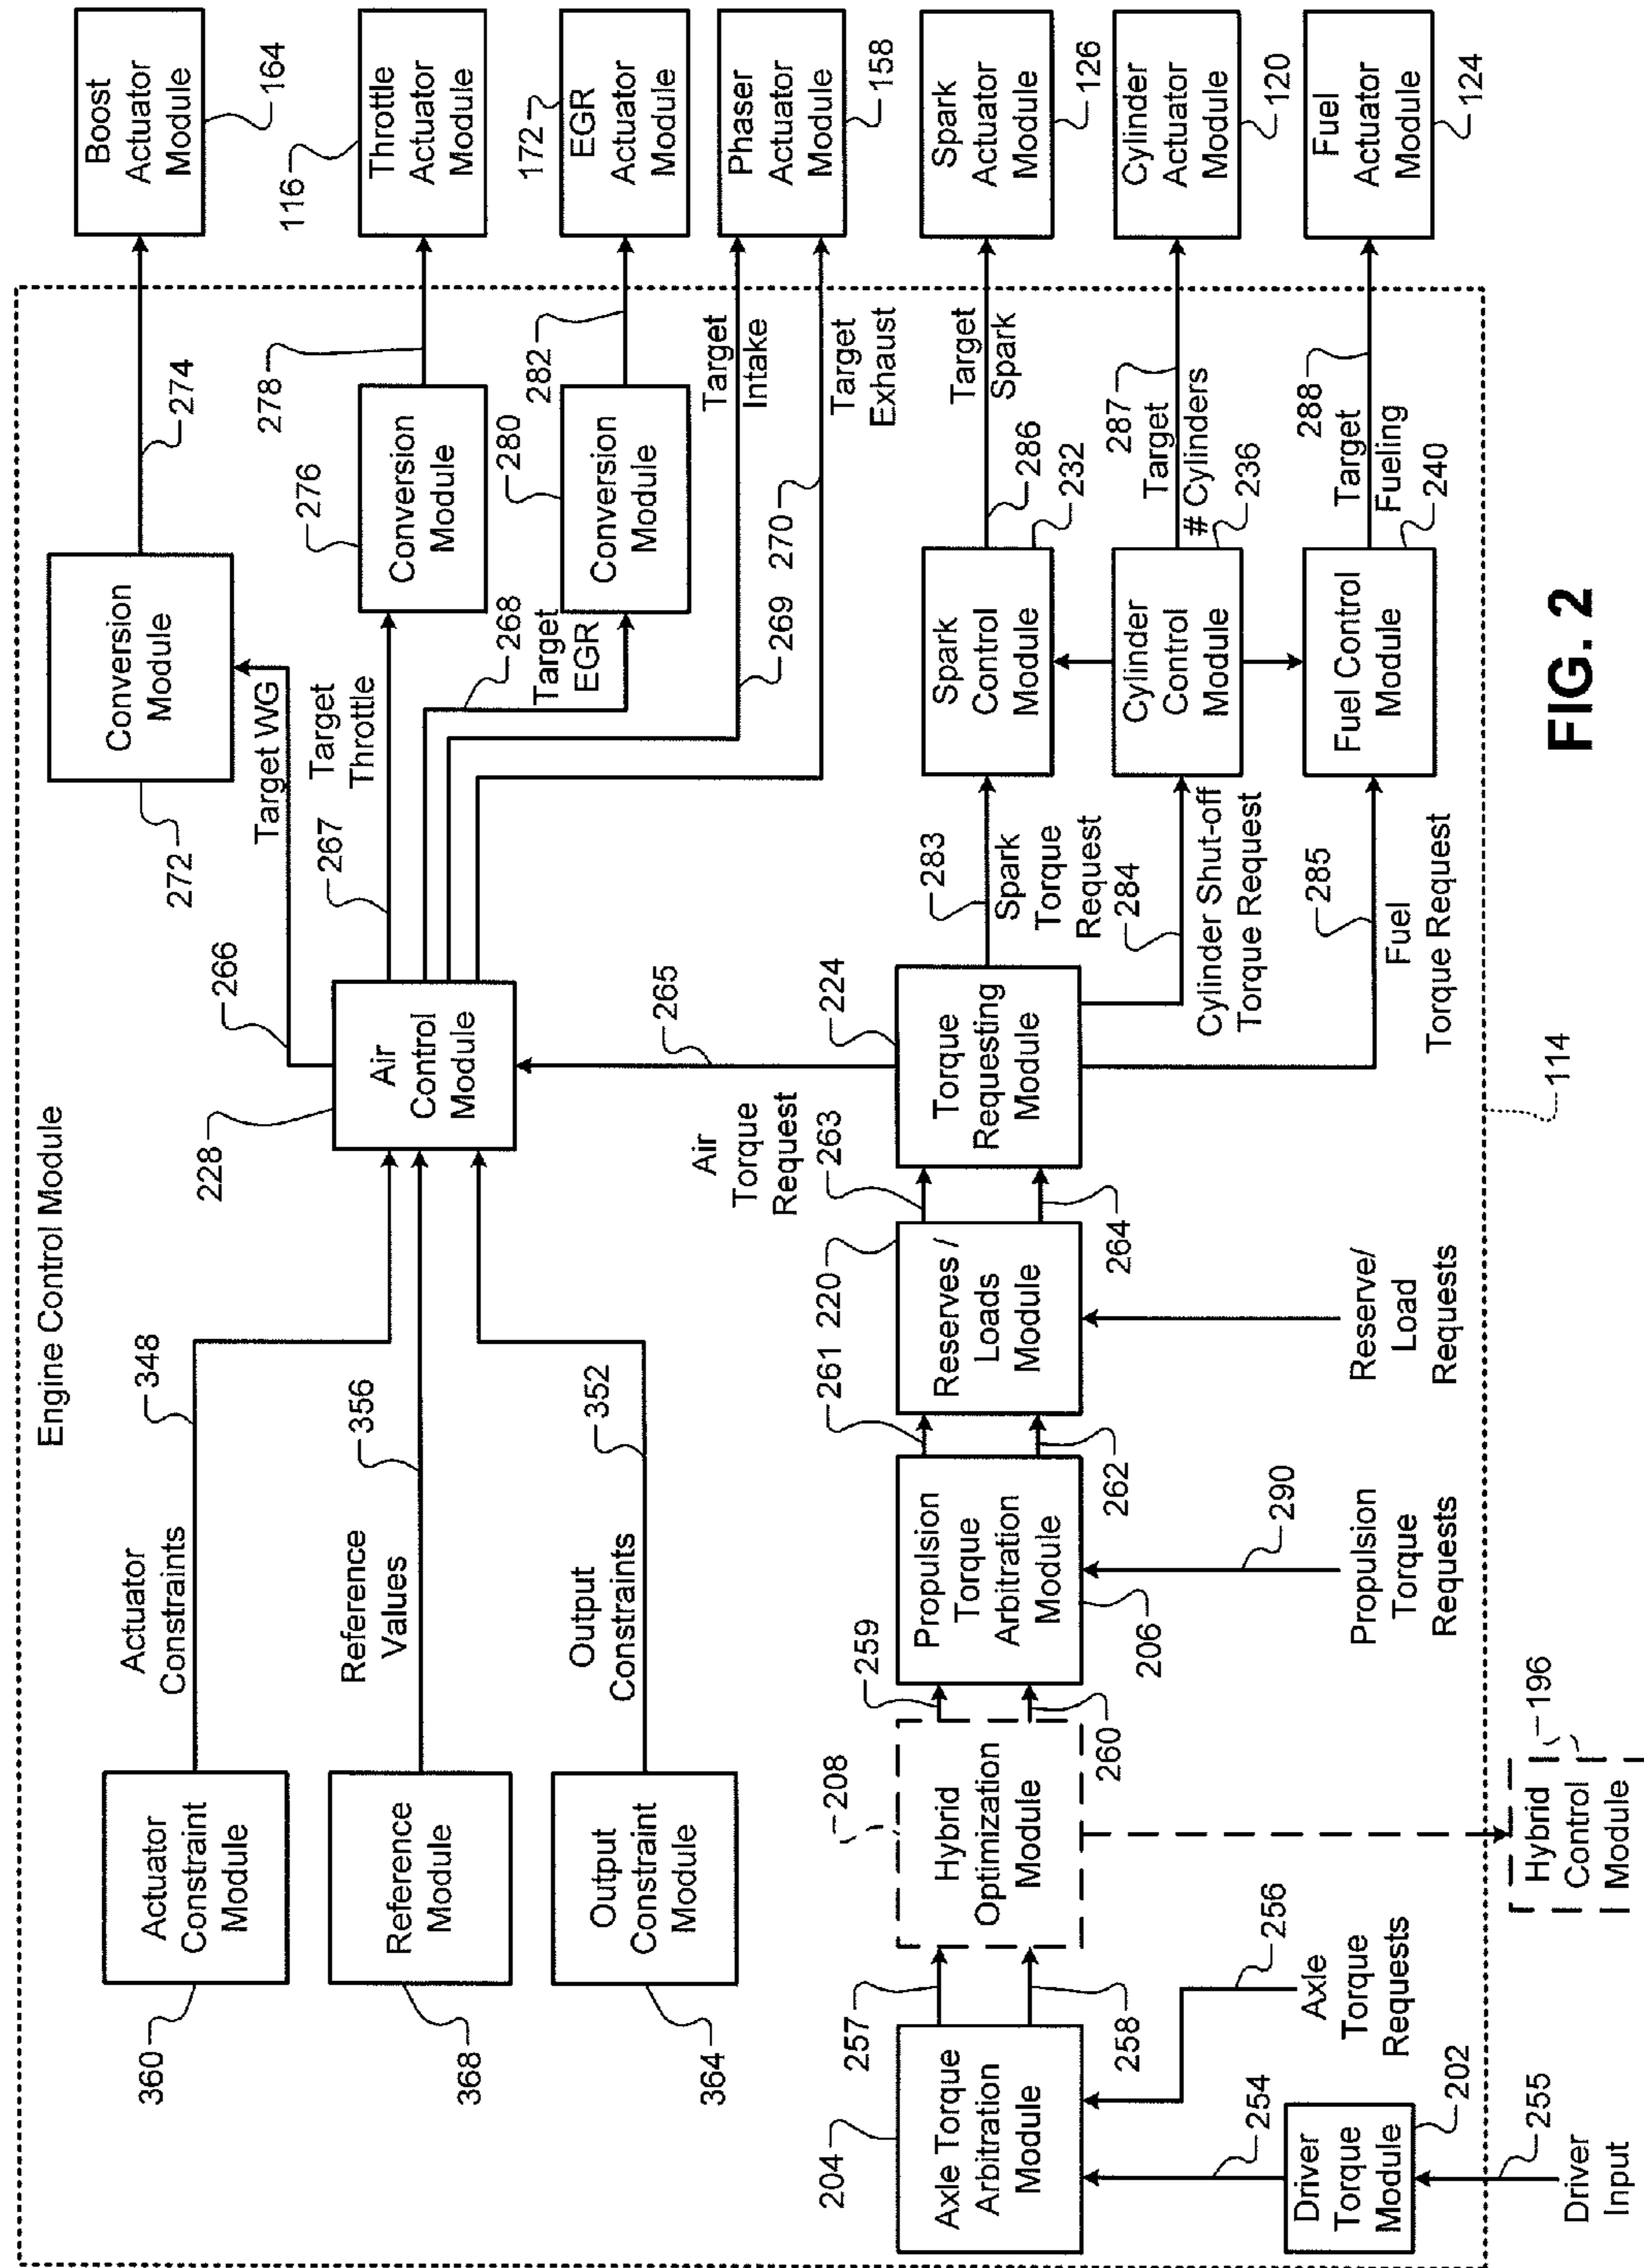 Engine Control Module
360
Actuator
Constraint
Module
Actuator
Constraints
348
368
Reference
Module
Reference
Values
356
364
Output
Constraint
Module
Output
Constraints
352
228
Air
Control
Module
266
Target WG
272
Conversion
Module
274
Boost
Actuator
Module
164
267
Target
Throttle
276
Conversion
Module
278
116
Throttle
Actuator
Module
268
Target
EGR
280
Conversion
Module
282
172
EGR
Actuator
Module
269
Target
Intake
270
Target
Exhaust
Phaser
Actuator
Module
158
265
Air
Torque
Request
204
Axle Torque
Arbitration
Module
257
258
208
Hybrid
Optimization
Module
259
260
Propulsion
Torque
Arbitration
Module
206
261
262
220
Reserves /
Loads
Module
263
264
224
Torque
Requesting
Module
283
Spark
Torque
Request
284
Cylinder Shut-off
Torque Request
285
Fuel
Torque Request
Spark
Control
Module
232
286
Target
Spark
Spark
Actuator
Module
126
Cylinder
Control
Module
236
287
Target
# Cylinders
Cylinder
Actuator
Module
120
Fuel Control
Module
240
288
Target
Fueling
Fuel
Actuator
Module
124
254
Driver
Torque
Module
202
255
Driver
Input
256
Axle
Torque
Requests
196
Hybrid
Control
Module
290
Propulsion
Torque
Requests
Reserve/
Load
Requests
114
FIG. 2